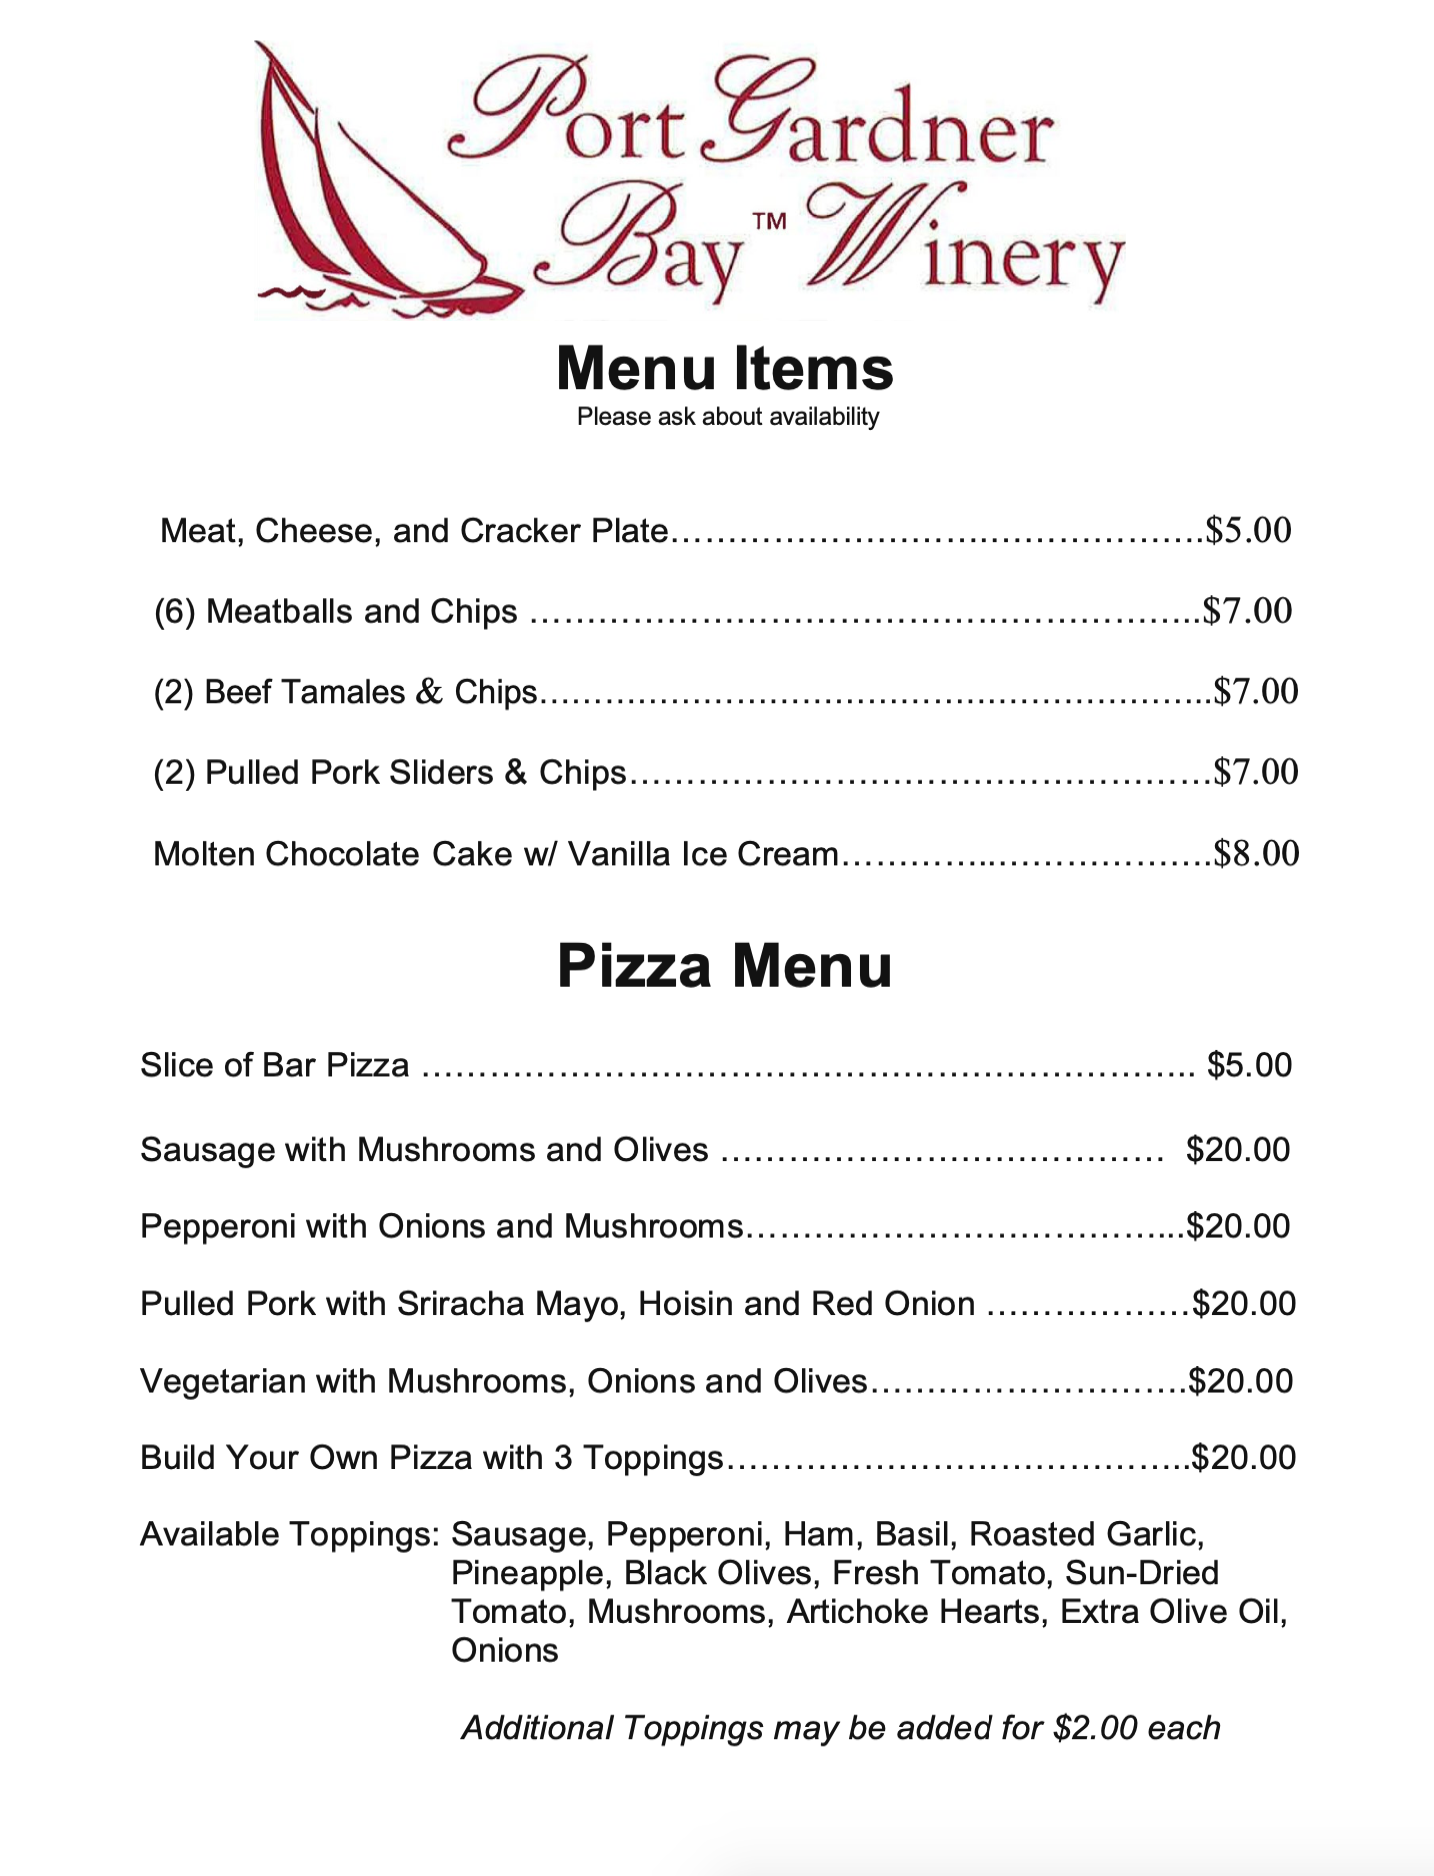 Port Gardner
Bay™ Winery
Menu Items
Please ask about availability
Meat, Cheese, and Cracker Plate……………………….……………….$5.00
(6) Meatballs and Chips ………………………………….………………..$7.00
(2) Beef Tamales & Chips…………………………………………………...$7.00
(2) Pulled Pork Sliders & Chips……………………………………………$7.00
Molten Chocolate Cake w/ Vanilla Ice Cream…………..……………….$8.00
Pizza Menu
Slice of Bar Pizza ………………………………………………………….. $5.00
Sausage with Mushrooms and Olives ………………………………… $20.00
Pepperoni with Onions and Mushrooms………………………………...$20.00
Pulled Pork with Sriracha Mayo, Hoisin and Red Onion ………………$20.00
Vegetarian with Mushrooms, Onions and Olives……………………….$20.00
Build Your Own Pizza with 3 Toppings…………………………………..$20.00
Available Toppings: Sausage, Pepperoni, Ham, Basil, Roasted Garlic,
Pineapple, Black Olives, Fresh Tomato, Sun-Dried
Tomato, Mushrooms, Artichoke Hearts, Extra Olive Oil,
Onions
Additional Toppings may be added for $2.00 each